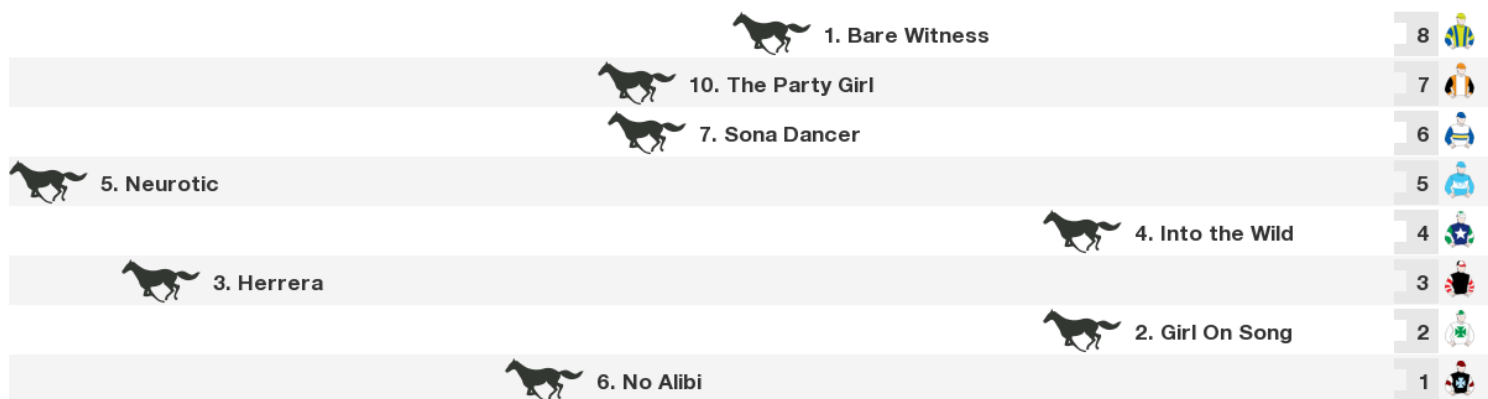 1. Bare Witness 8
10. The Party Girl 7
7. Sona Dancer 6
5. Neurotic 5
4. Into the Wild 4
3. Herrera 3
2. Girl On Song 2
6. No Alibi 1